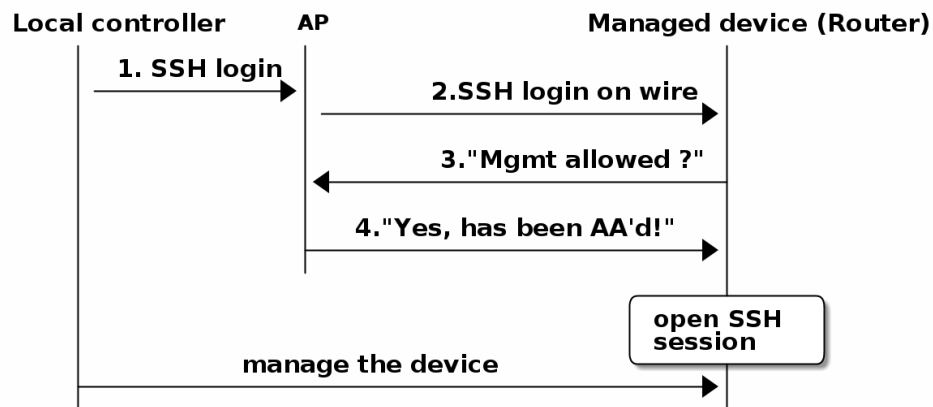 Local controller
AP
Managed device (Router)
1. SSH login
2.SSH login on wire
3."Mgmt allowed ?"
4."Yes, has been AA'd!"
open SSH
session
manage the device